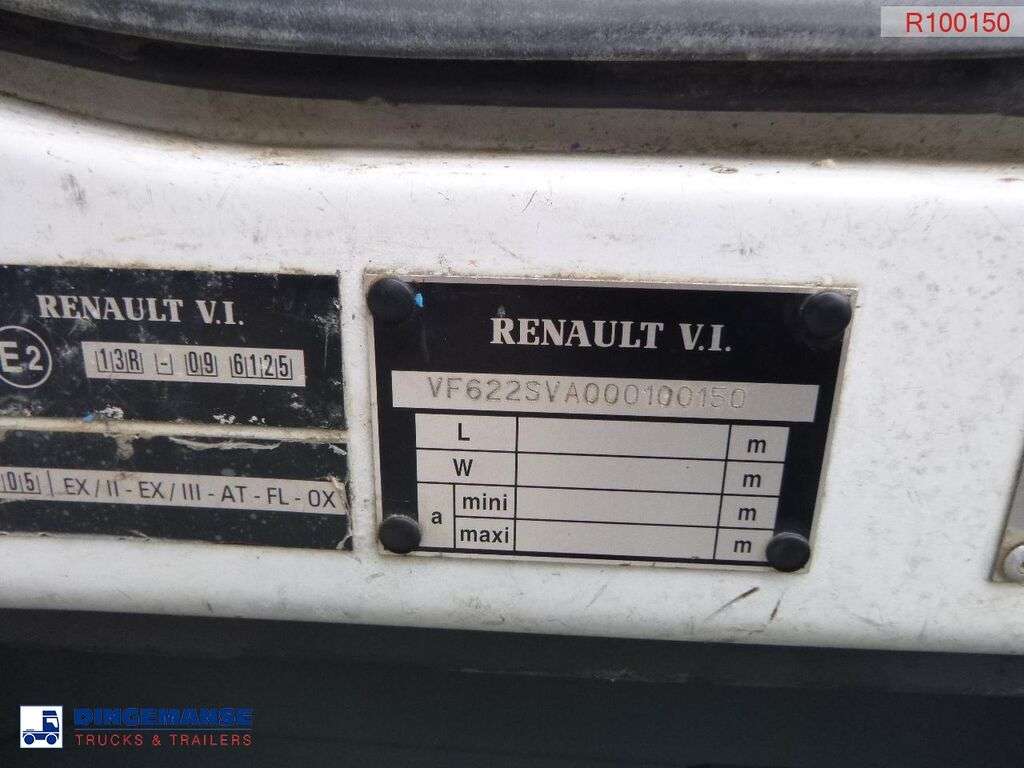 R100150
RENAULT V.I.
E2
13R - 09 6125
05 EX/II - EX/III - AT - FL - OX
RENAULT V.I.
VF622SVA000100150
L m
W m
a mini m
maxi m
DINGEMANSE
TRUCKS & TRAILERS